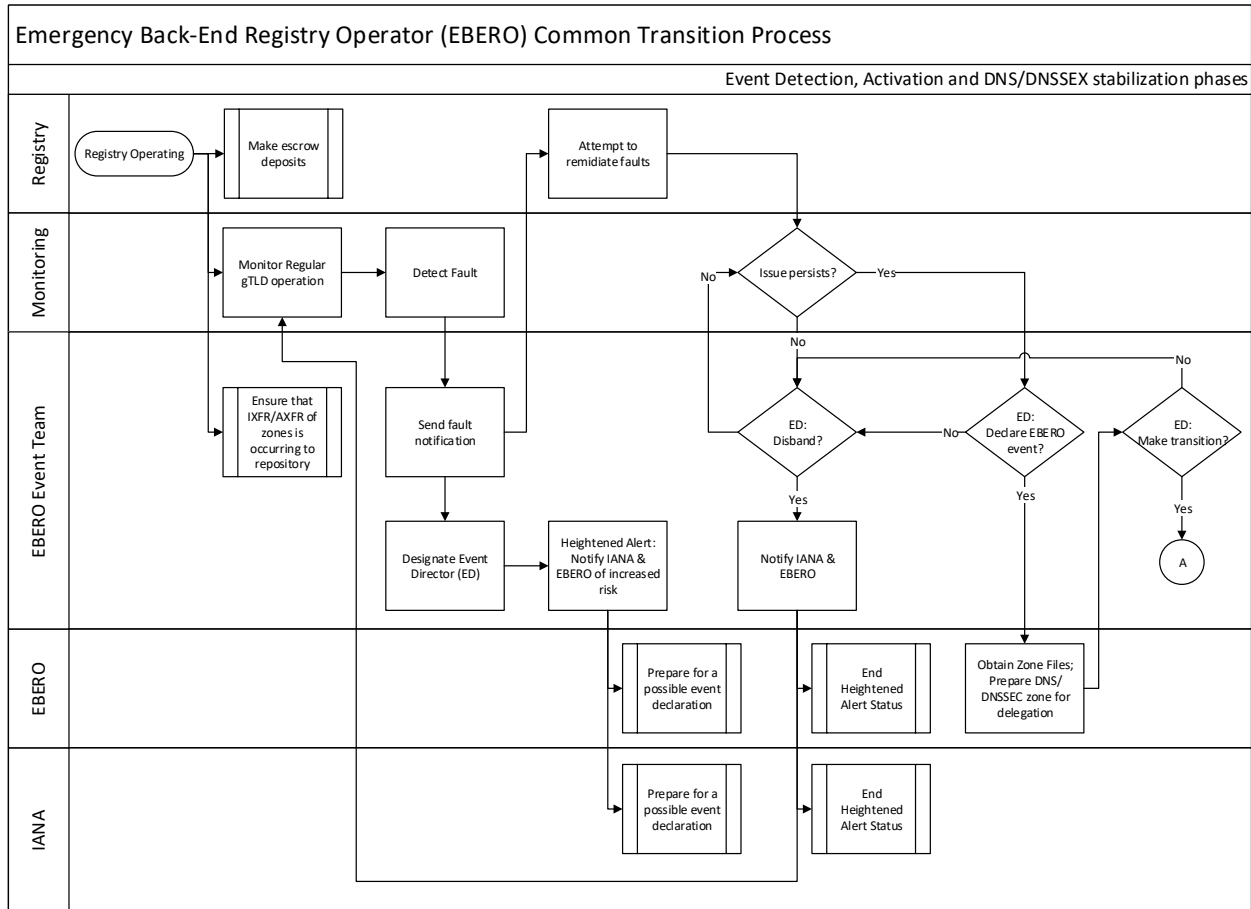 Emergency Back-End Registry Operator (EBERO) Common Transition Process
Event Detection, Activation and DNS/DNSSEX stabilization phases
Registry
Registry Operating
Make escrow
deposits
Attempt to
remidiate faults
Monitoring
Monitor Regular
gTLD operation
Detect Fault
No
Issue persists?
Yes
No
EBERO Event Team
Ensure that
IXFR/AXFR of
zones is
occurring to
repository
Send fault
notification
ED:
Disband?
No
ED:
Declare EBERO
event?
No
ED:
Make transition?
Yes
Yes
Yes
Designate Event
Director (ED)
Heightened Alert:
Notify IANA &
EBERO of increased
risk
Notify IANA &
EBERO
A
EBERO
Prepare for a
possible event
declaration
End
Heightened
Alert Status
Obtain Zone Files;
Prepare DNS/
DNSSEC zone for
delegation
IANA
Prepare for a
possible event
declaration
End
Heightened
Alert Status